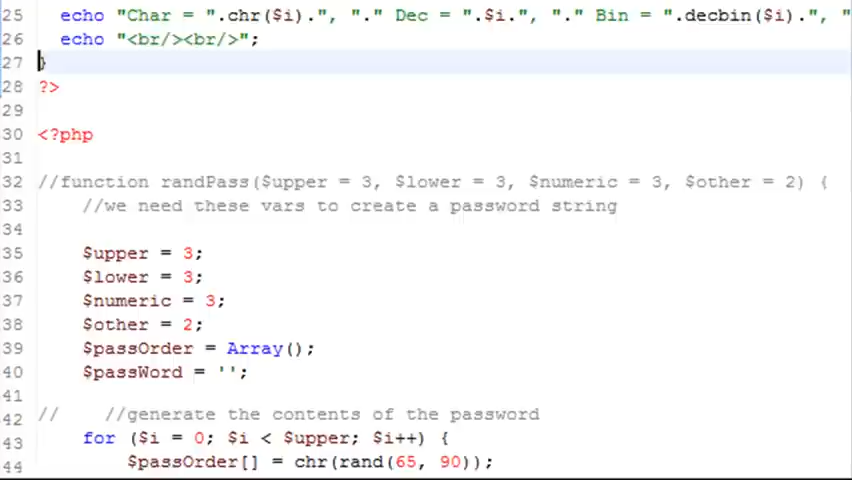 25 echo "Char = ".chr($i).", "." Dec = ".$i.", "." Bin = ".decbin($i).", "
26 echo "<br/><br/>";
27 }
28 ?>
29
30 <?php
31
32 //function randPass($upper = 3, $lower = 3, $numeric = 3, $other = 2) {
33 //we need these vars to create a password string
34
35 $upper = 3;
36 $lower = 3;
37 $numeric = 3;
38 $other = 2;
39 $passOrder = Array();
40 $passWord = '';
41
42 // //generate the contents of the password
43 for ($i = 0; $i < $upper; $i++) {
44 $passOrder[] = chr(rand(65, 90));